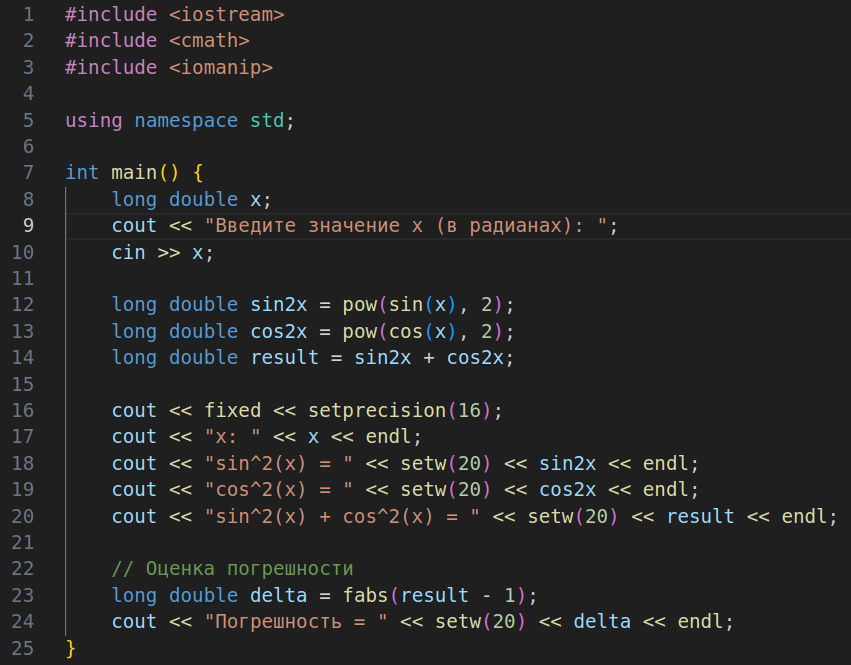 1 #include <iostream>
2 #include <cmath>
3 #include <iomanip>
4
5 using namespace std;
6
7 int main() {
8     long double x;
9     cout << "Введите значение x (в радианах): ";
10     cin >> x;
11
12     long double sin2x = pow(sin(x), 2);
13     long double cos2x = pow(cos(x), 2);
14     long double result = sin2x + cos2x;
15
16     cout << fixed << setprecision(16);
17     cout << "x: " << x << endl;
18     cout << "sin^2(x) = " << setw(20) << sin2x << endl;
19     cout << "cos^2(x) = " << setw(20) << cos2x << endl;
20     cout << "sin^2(x) + cos^2(x) = " << setw(20) << result << endl;
21
22     // Оценка погрешности
23     long double delta = fabs(result - 1);
24     cout << "Погрешность = " << setw(20) << delta << endl;
25 }